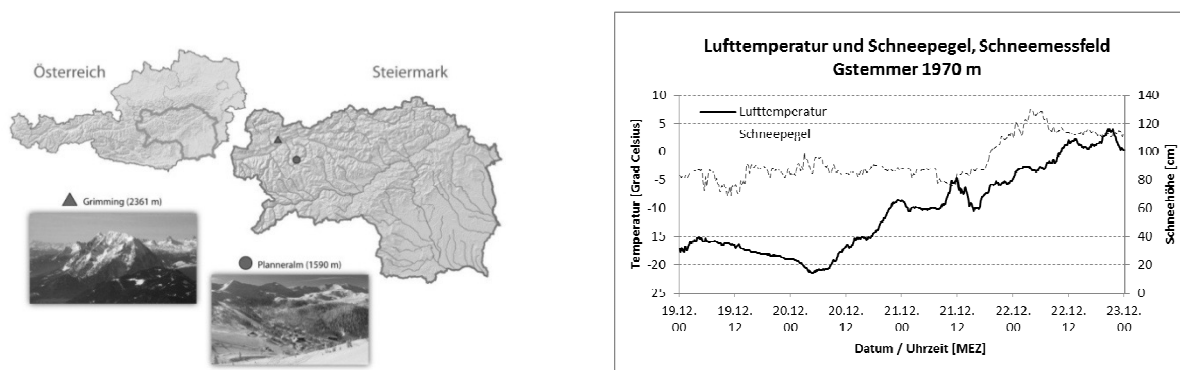 Österreich
Steiermark
Grimming (2361 m)
Planneralm (1590 m)
Lufttemperatur und Schneepegel, Schneemessfeld
Gstemmer 1970 m
Lufttemperatur
Schneepegel
Temperatur [Grad Celsius]
10
5
0
-5
-10
-15
-20
-25
Schneehöhe [cm]
140
120
100
80
60
40
20
0
19.12. 19.12. 20.12. 20.12. 21.12. 21.12. 22.12. 22.12. 23.12.
00 12 00 12 00 12 00 12 00
Datum / Uhrzeit [MEZ]